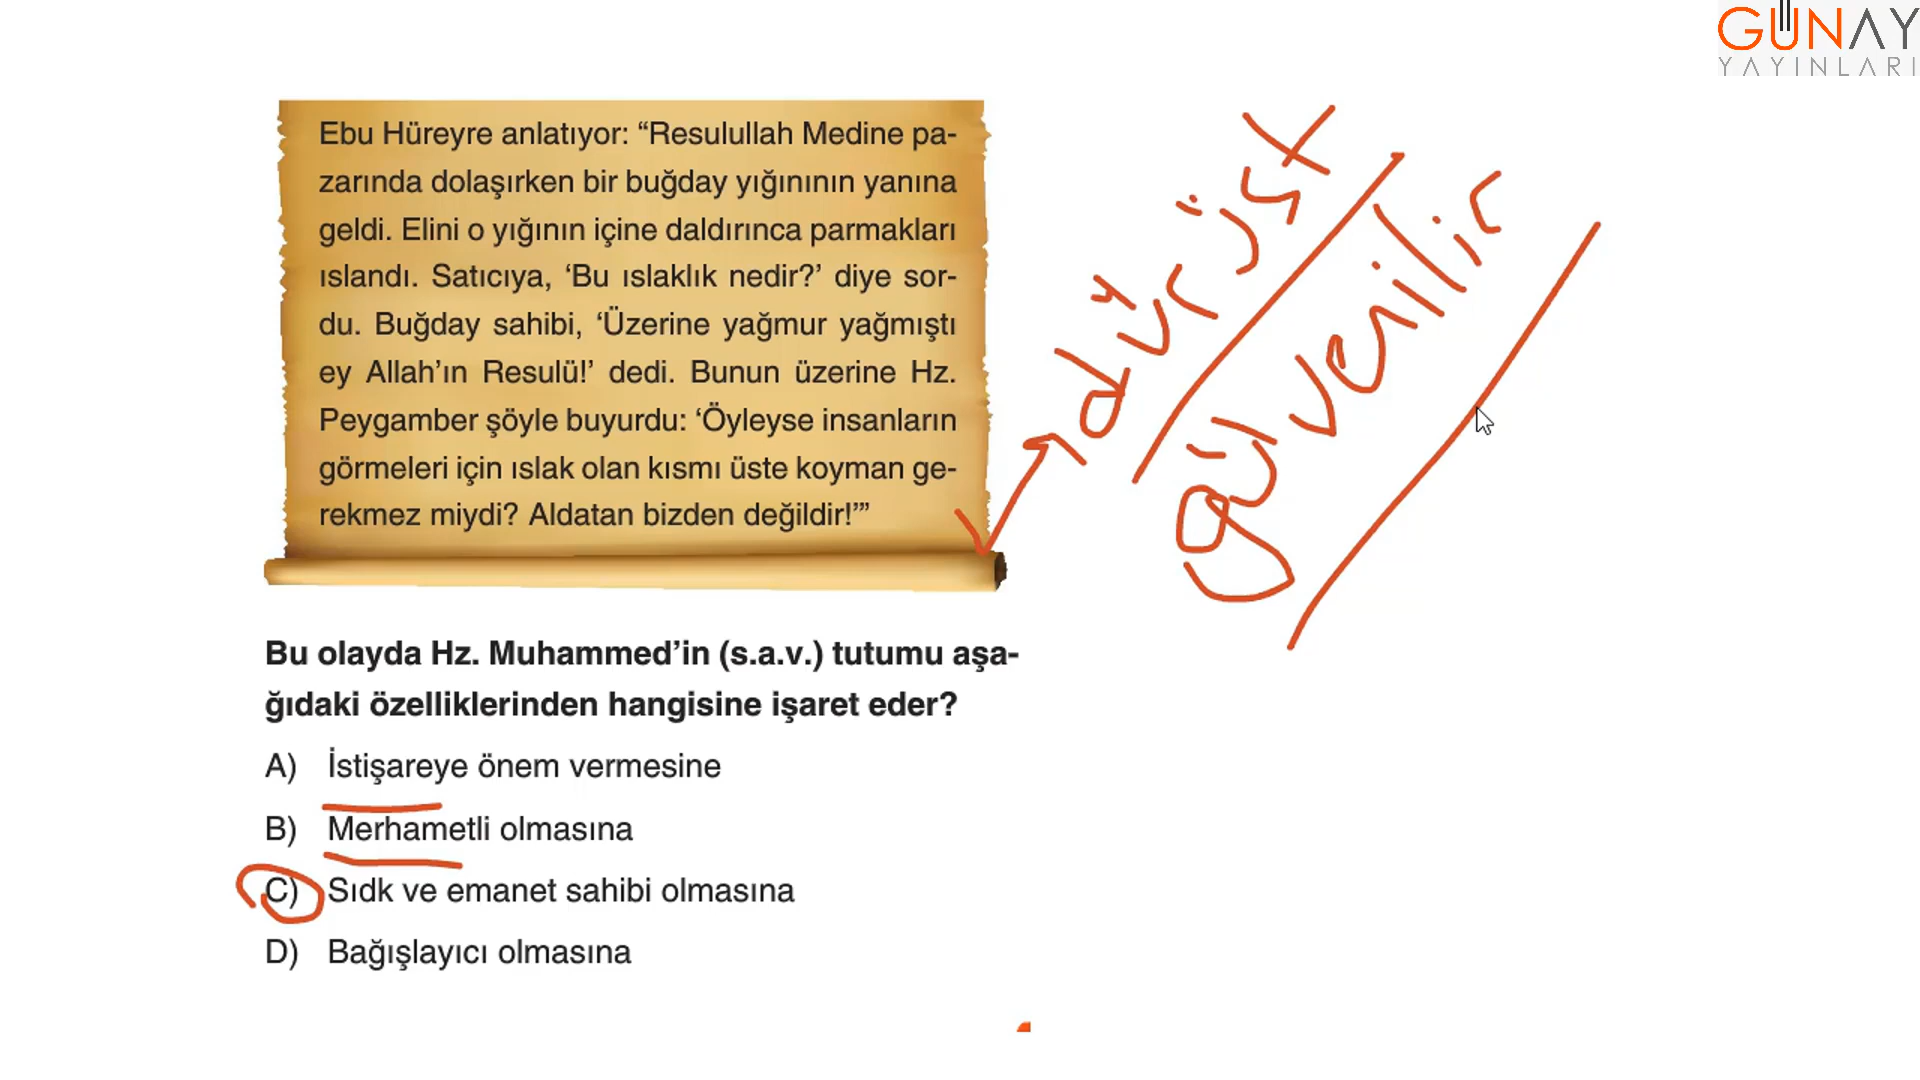 GÜNAY
YAYINLARI
Ebu Hüreyre anlatıyor: “Resulullah Medine pa-
zarında dolaşırken bir buğday yığınının yanına
geldi. Elini o yığının içine daldırınca parmakları
ıslandı. Satıcıya, ‘Bu ıslaklık nedir?’ diye sor-
du. Buğday sahibi, ‘Üzerine yağmur yağmıştı
ey Allah’ın Resulü!’ dedi. Bunun üzerine Hz.
Peygamber şöyle buyurdu: ‘Öyleyse insanların
görmeleri için ıslak olan kısmı üste koyman ge-
rekmez miydi? Aldatan bizden değildir!’”
dürüst
güvenilir
Bu olayda Hz. Muhammed’in (s.a.v.) tutumu aşa-
ğıdaki özelliklerinden hangisine işaret eder?
A) İstişareye önem vermesine
B) Merhametli olmasına
C) Sıdk ve emanet sahibi olmasına
D) Bağışlayıcı olmasına